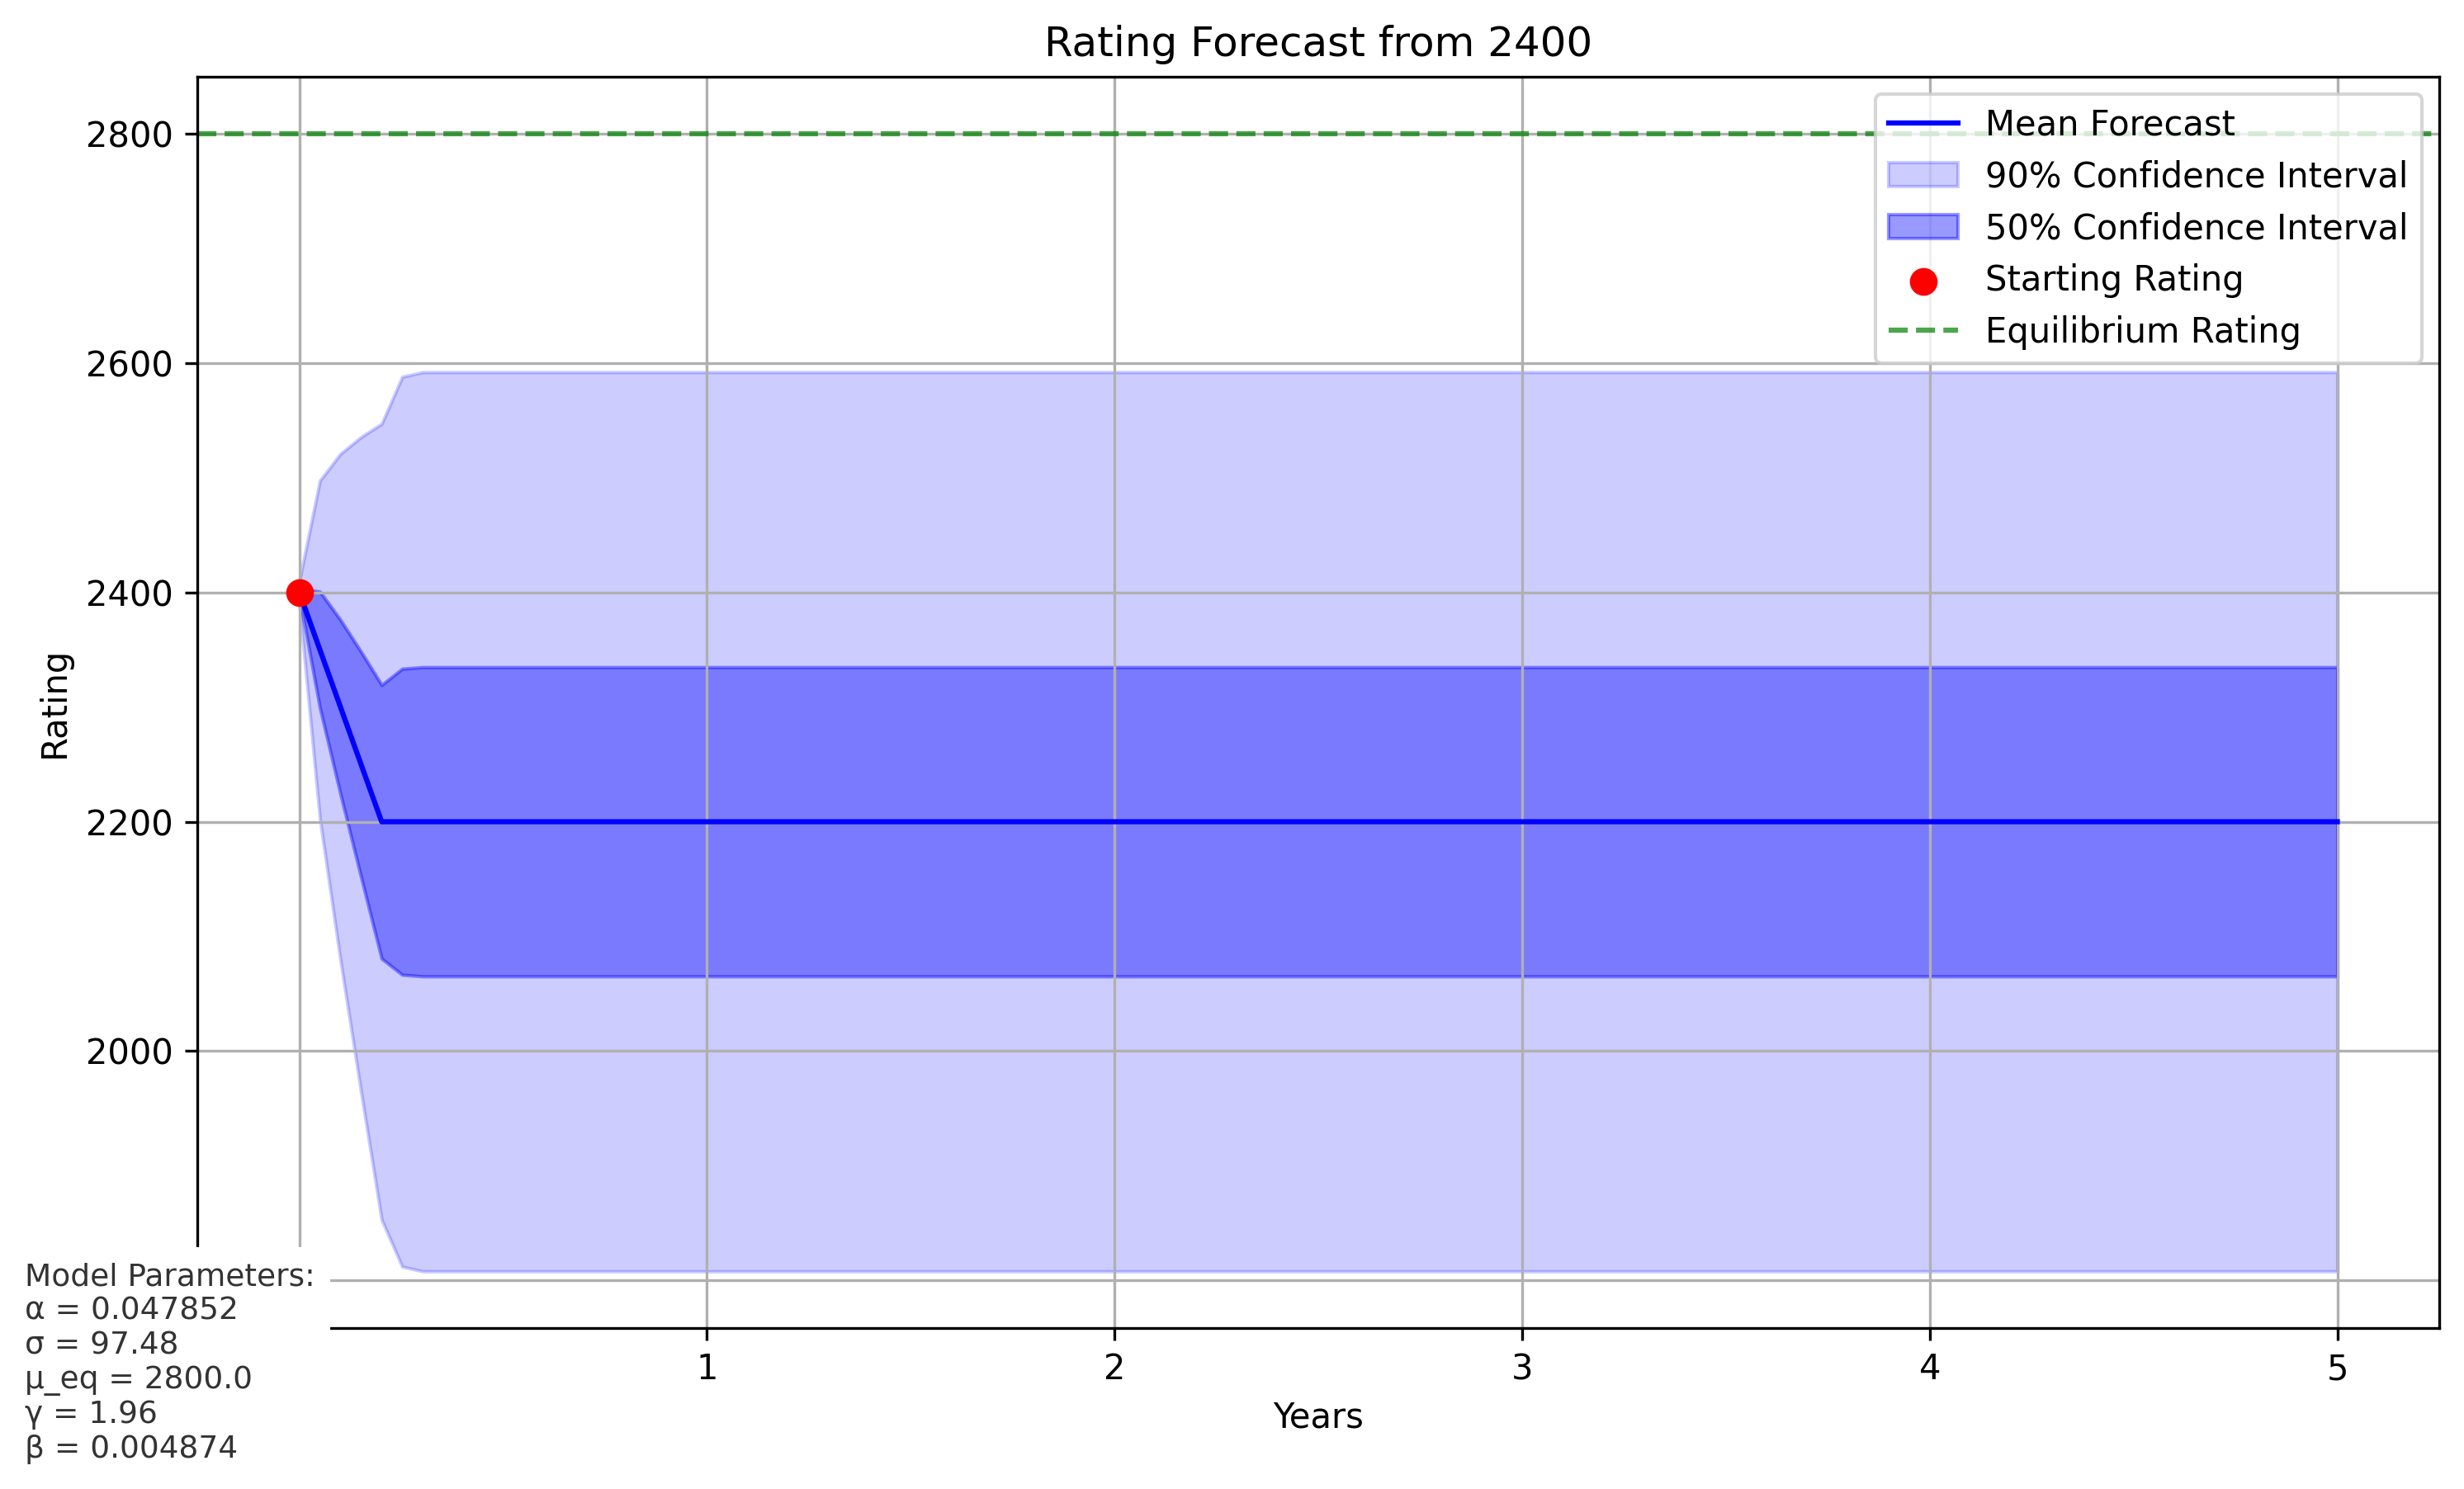 Rating Forecast from 2400
2800
2600
2400
2200
2000
Rating
Mean Forecast
90% Confidence Interval
50% Confidence Interval
Starting Rating
Equilibrium Rating
1 2 3 4 5
Years
Model Parameters:
α = 0.047852
σ = 97.48
μ_eq = 2800.0
γ = 1.96
β = 0.004874